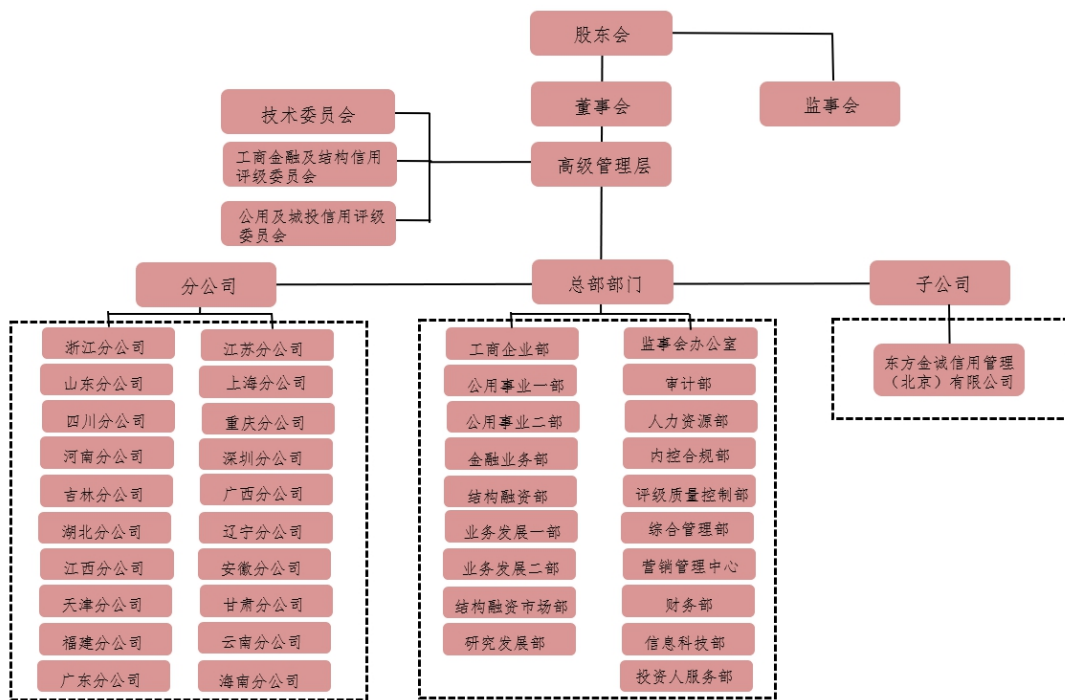 股东会
董事会
监事会
技术委员会
工商金融及结构信用
评级委员会
高级管理层
公用及城投信用评级
委员会
分公司
总部部门
子公司
浙江分公司
江苏分公司
山东分公司
上海分公司
四川分公司
重庆分公司
河南分公司
深圳分公司
吉林分公司
广西分公司
湖北分公司
辽宁分公司
江西分公司
安徽分公司
天津分公司
甘肃分公司
福建分公司
云南分公司
广东分公司
海南分公司
工商企业部
监事会办公室
公用事业一部
审计部
公用事业二部
人力资源部
金融业务部
内控合规部
结构融资部
评级质量控制部
业务发展一部
综合管理部
业务发展二部
营销管理中心
结构融资市场部
财务部
研究发展部
信息科技部
投资人服务部
东方金诚信用管理
（北京）有限公司